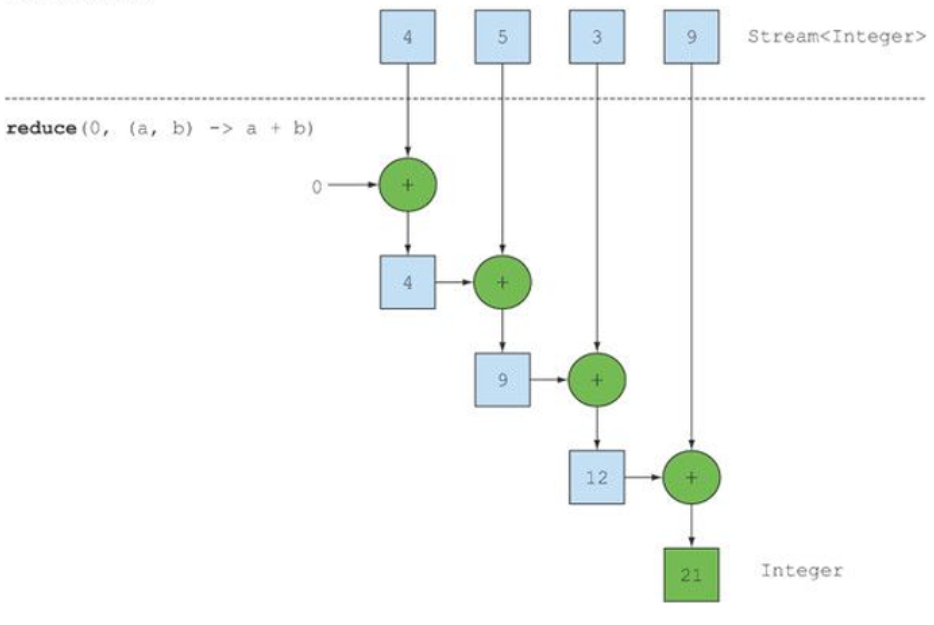 4 5 3 9 Stream<Integer>
reduce(0, (a, b) -> a + b)
0 +
4 +
9 +
12 +
21 Integer